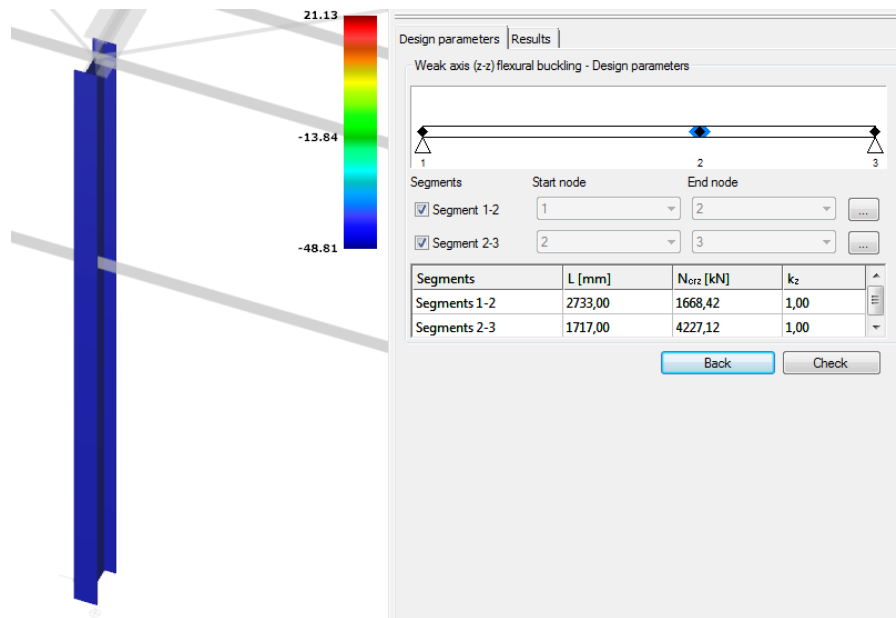 21.13
-13.84
-48.81
Design parameters Results
Weak axis (z-z) flexural buckling - Design parameters
1 2 3
Segments Start node End node
Segment 1-2 1 2 ...
Segment 2-3 2 3 ...
Segments L [mm] Ncrz [kN] kz
Segments 1-2 2733,00 1668,42 1,00
Segments 2-3 1717,00 4227,12 1,00
Back Check